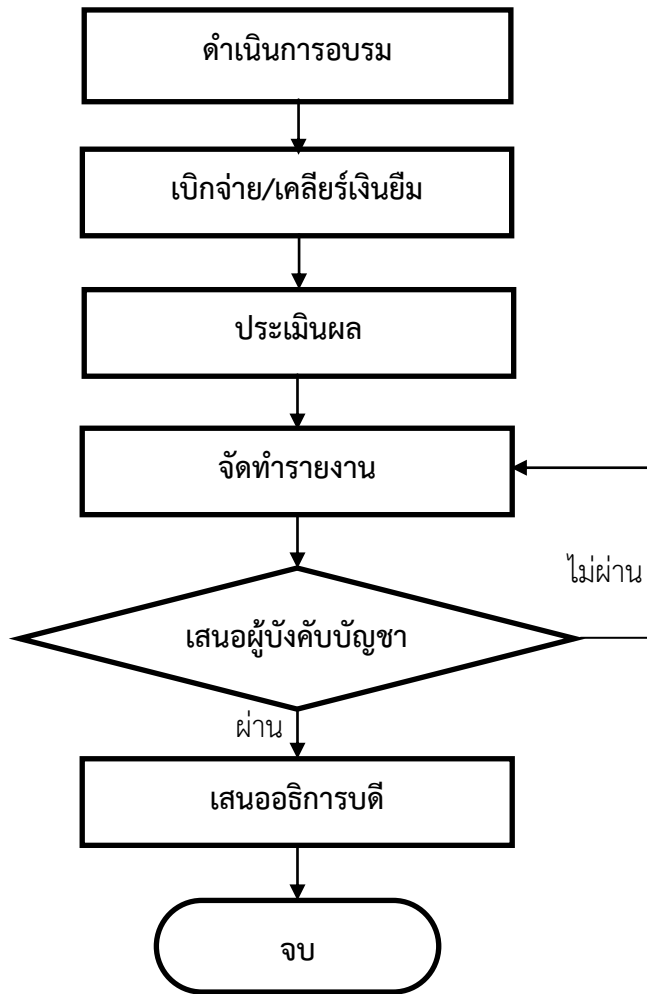 ดำเนินการอบรม
เบิกจ่าย/เคลียร์เงินยืม
ประเมินผล
จัดทำรายงาน
ไม่ผ่าน
เสนอผู้บังคับบัญชา
ผ่าน
เสนออธิการบดี
จบ